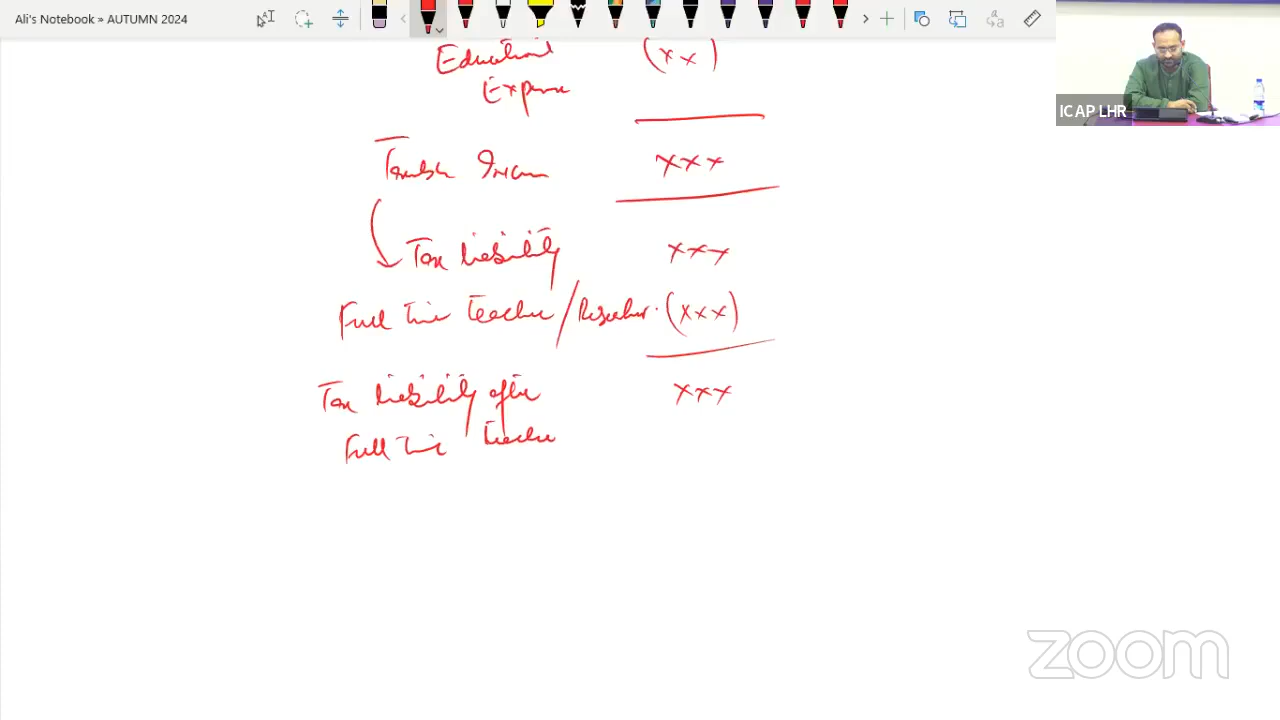 Ali's Notebook » AUTUMN 2024
ICAP LHR
Educational (xx)
Expense
Taxable Income xxx
Tax liability xxx
Full time teacher / Researcher. (xxx)
Tax liability after xxx
Full time teacher
zoom